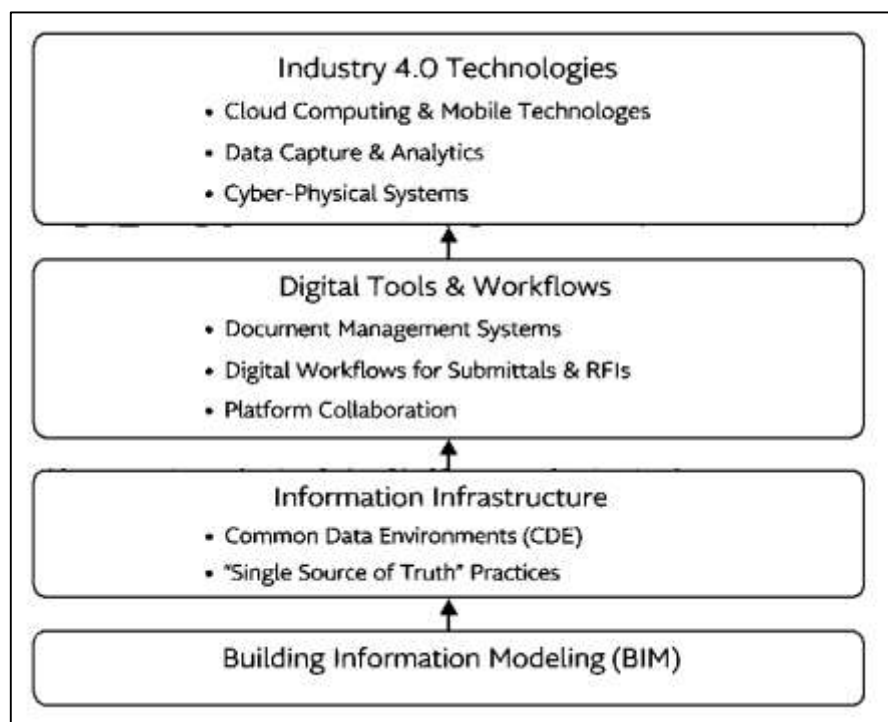 Industry 4.0 Technologies
• Cloud Computing & Mobile Technologes
• Data Capture & Analytics
• Cyber-Physical Systems
Digital Tools & Workflows
• Document Management Systems
• Digital Workflows for Submittals & RFIs
• Platform Collaboration
Information Infrastructure
• Common Data Environments (CDE)
• "Single Source of Truth" Practices
Building Information Modeling (BIM)